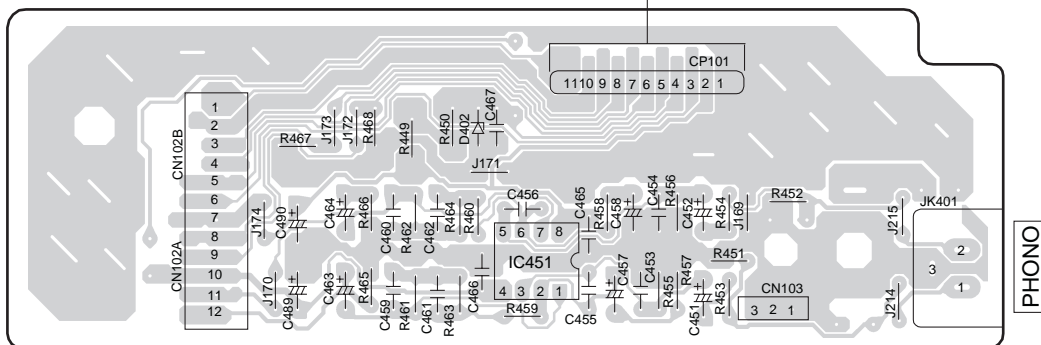 CP101
11 10 9 8 7 6 5 4 3 2 1
CN102B
CN102A
1
2
3
4
5
6
7
8
9
10
11
12
R467
J173
J172
R468
R449
R450
D402
C467
J171
J174
C490
C464
R466
C460
R462
C462
R464
R460
C456
C465
R458
C458
C454
R456
C452
R454
J169
R452
J215
JK401
5 6 7 8
IC451
4 3 2 1
R459
J170
C489
C463
R465
C459
R461
C461
R463
C466
C455
C457
C453
R455
R457
C451
R453
R451
CN103
3 2 1
J214
2
3
1
PHONO